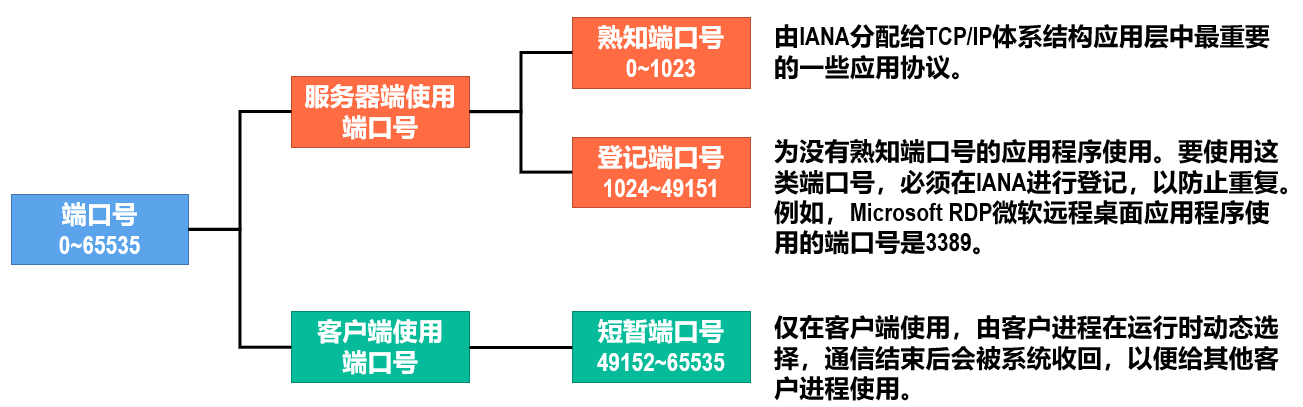 端口号
0~65535
服务器端使用
端口号
熟知端口号
0~1023
由IANA分配给TCP/IP体系结构应用层中最重要
的一些应用协议。
登记端口号
1024~49151
为没有熟知端口号的应用程序使用。要使用这
类端口号，必须在IANA进行登记，以防止重复。
例如，Microsoft RDP微软远程桌面应用程序使
用的端口号是3389。
客户端使用
端口号
短暂端口号
49152~65535
仅在客户端使用，由客户进程在运行时动态选
择，通信结束后会被系统收回，以便给其他客
户进程使用。